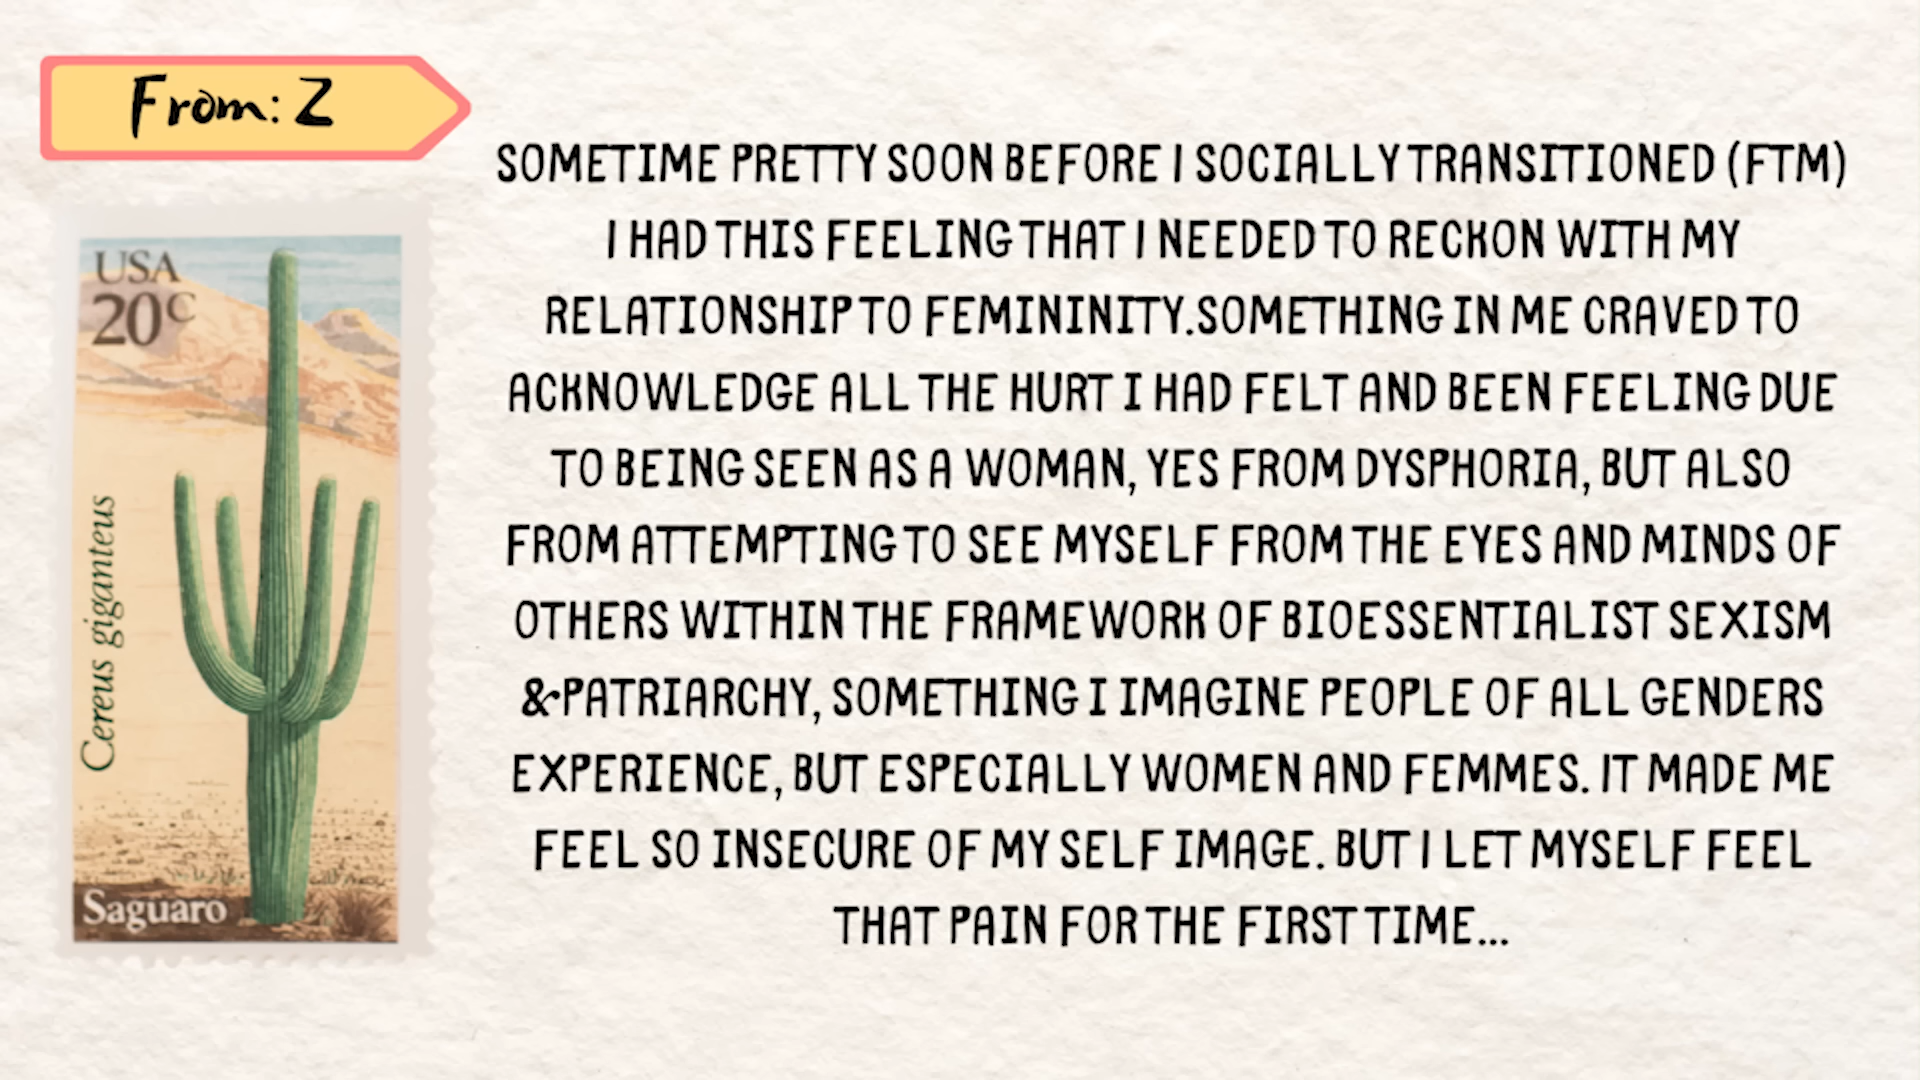 From: Z
USA
20c
Cereus giganteus
Saguaro
SOMETIME PRETTY SOON BEFORE I SOCIALLY TRANSITIONED (FTM)
I HAD THIS FEELING THAT I NEEDED TO RECKON WITH MY
RELATIONSHIP TO FEMININITY.SOMETHING IN ME CRAVED TO
ACKNOWLEDGE ALL THE HURT I HAD FELT AND BEEN FEELING DUE
TO BEING SEEN AS A WOMAN, YES FROM DYSPHORIA, BUT ALSO
FROM ATTEMPTING TO SEE MYSELF FROM THE EYES AND MINDS OF
OTHERS WITHIN THE FRAMEWORK OF BIOESSENTIALIST SEXISM
&PATRIARCHY, SOMETHING I IMAGINE PEOPLE OF ALL GENDERS
EXPERIENCE, BUT ESPECIALLY WOMEN AND FEMMES. IT MADE ME
FEEL SO INSECURE OF MY SELF IMAGE. BUT I LET MYSELF FEEL
THAT PAIN FOR THE FIRST TIME...